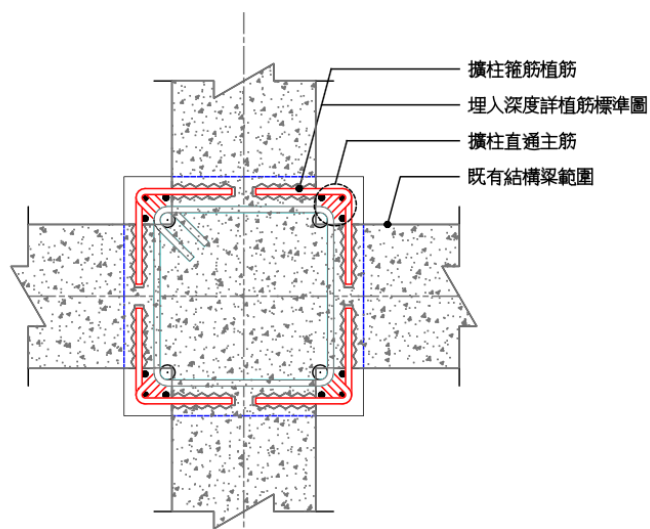 擴柱箍筋植筋
埋入深度詳植筋標準圖
擴柱直通主筋
既有結構梁範圍